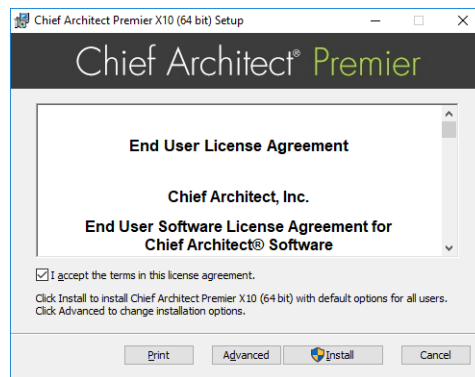 Chief Architect Premier X10 (64 bit) Setup
Chief Architect® Premier
End User License Agreement
Chief Architect, Inc.
End User Software License Agreement for
Chief Architect® Software
I accept the terms in this license agreement.
Click Install to install Chief Architect Premier X10 (64 bit) with default options for all users.
Click Advanced to change installation options.
Print Advanced Install Cancel